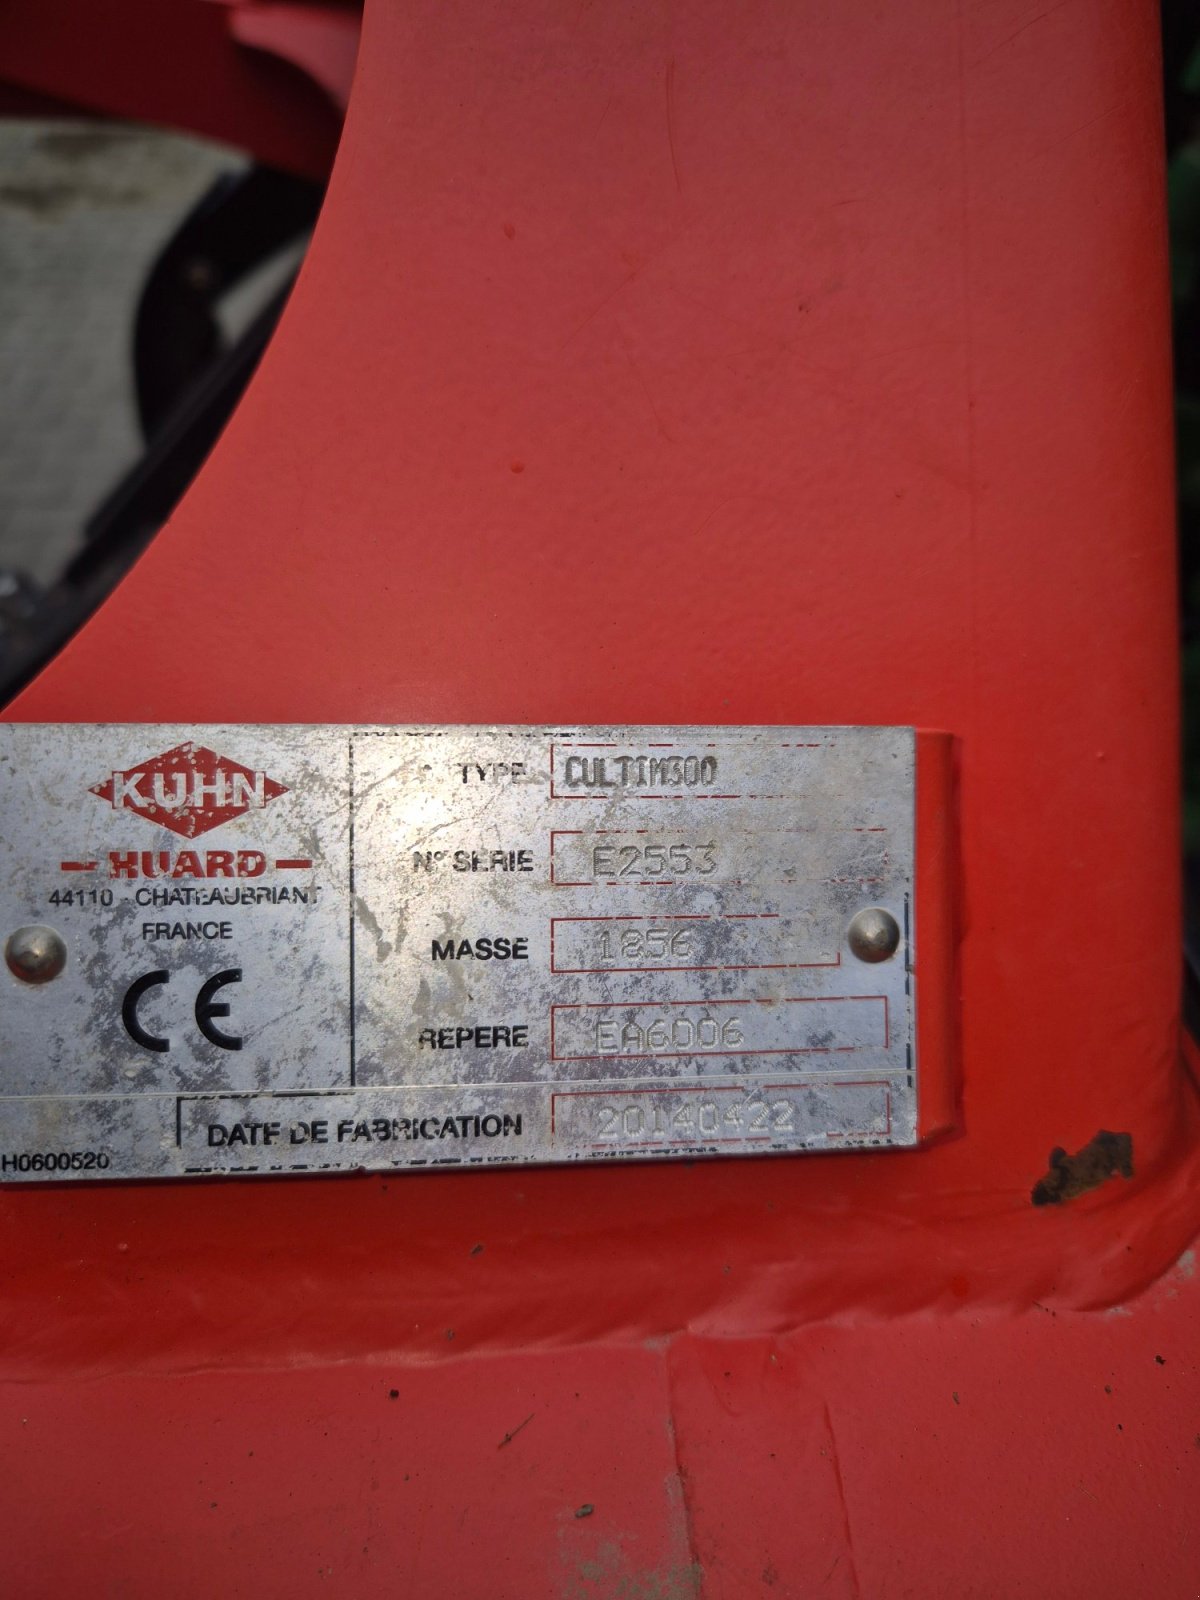 KUHN
HUARD
44110 - CHATEAUBRIANT
FRANCE
CE
TYPE CULTIM300
N° SERIE E2553
MASSE 1856
REPERE EA6006
DATE DE FABRICATION 20140422
H0600520